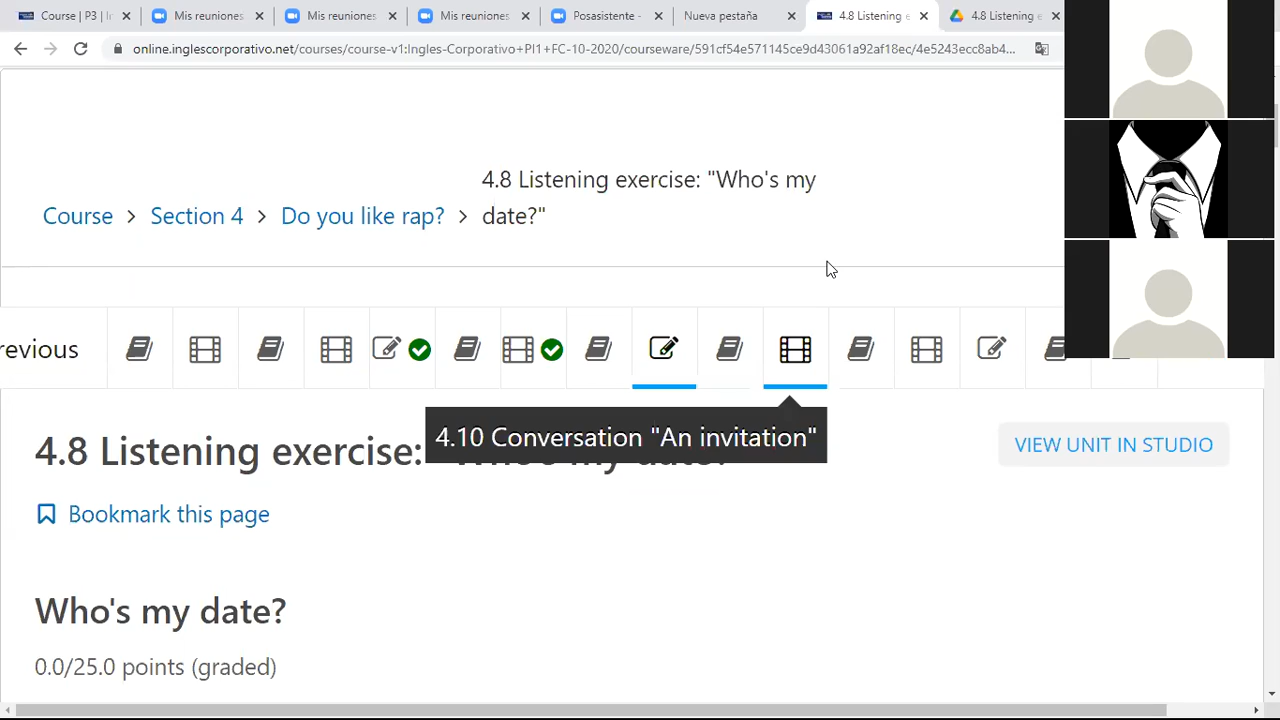 Course | P3 | I
Mis reuniones
Mis reuniones
Mis reuniones
Posasistente -
Nueva pestaña
4.8 Listening e
4.8 Listening e
online.inglescorporativo.net/courses/course-v1:Ingles-Corporativo+PI1+FC-10-2020/courseware/591cf54e571145ce9d43061a92af18ec/4e5243ecc8ab4...
Course > Section 4 > Do you like rap? > 4.8 Listening exercise: "Who's my
date?"
revious
4.10 Conversation "An invitation"
4.8 Listening exercise: "Who's my date?"
VIEW UNIT IN STUDIO
Bookmark this page
Who's my date?
0.0/25.0 points (graded)